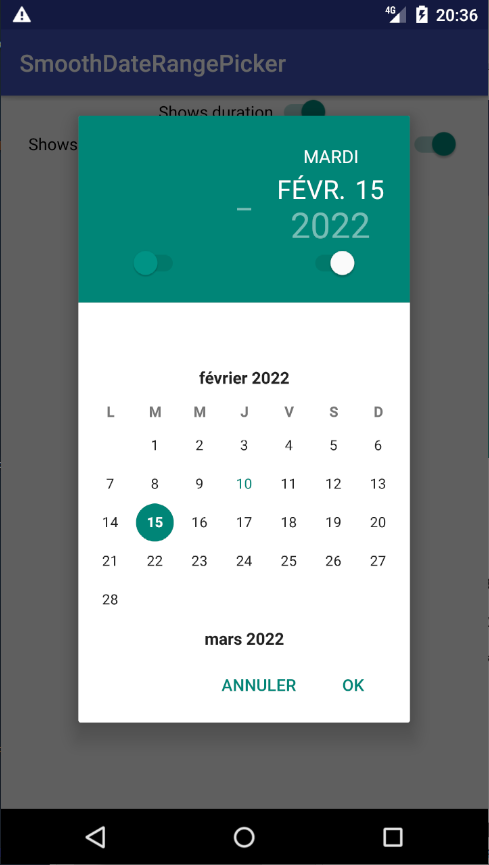 4G 20:36
SmoothDateRangePicker
Shows duration
Shows
MARDI
FÉVR. 15
–
2022
février 2022
L M M J V S D
1 2 3 4 5 6
7 8 9 10 11 12 13
14 15 16 17 18 19 20
21 22 23 24 25 26 27
28
mars 2022
ANNULER OK